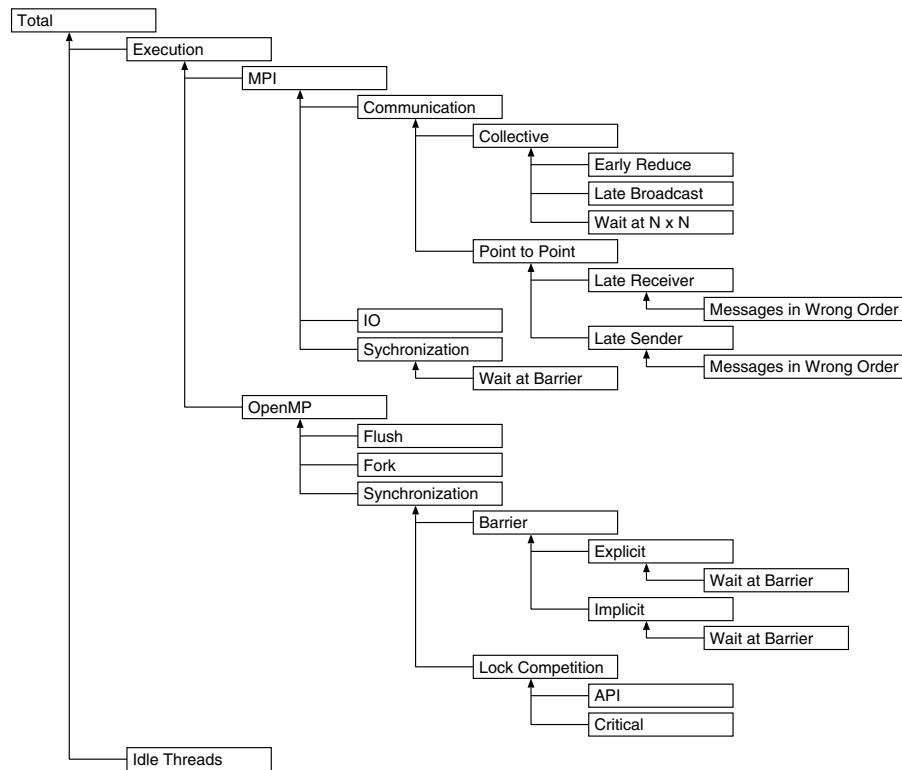 Total
Execution
MPI
Communication
Collective
Early Reduce
Late Broadcast
Wait at N x N
Point to Point
Late Receiver
Messages in Wrong Order
IO
Late Sender
Sychronization
Messages in Wrong Order
Wait at Barrier
OpenMP
Flush
Fork
Synchronization
Barrier
Explicit
Wait at Barrier
Implicit
Wait at Barrier
Lock Competition
API
Critical
Idle Threads